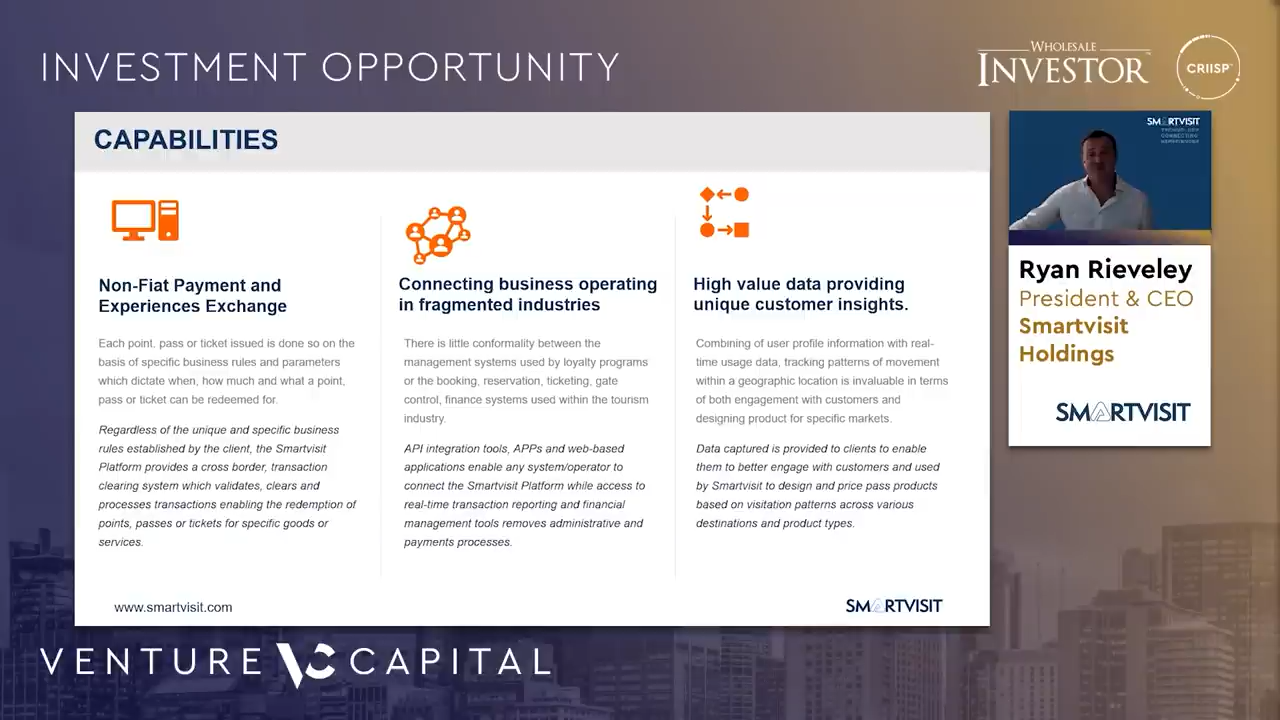 INVESTMENT OPPORTUNITY
WHOLESALE
INVESTOR
CRIISP
CAPABILITIES
Non-Fiat Payment and
Experiences Exchange
Each point, pass or ticket issued is done so on the
basis of specific business rules and parameters
which dictate when, how much and what a point,
pass or ticket can be redeemed for.
Regardless of the unique and specific business
rules established by the client, the Smartvisit
Platform provides a cross border, transaction
clearing system which validates, clears and
processes transactions enabling the redemption of
points, passes or tickets for specific goods or
services.
Connecting business operating
in fragmented industries
There is little conformality between the
management systems used by loyalty programs
or the booking, reservation, ticketing, gate
control, finance systems used within the tourism
industry.
API integration tools, APPs and web-based
applications enable any system/operator to
connect the Smartvisit Platform while access to
real-time transaction reporting and financial
management tools removes administrative and
payments processes.
High value data providing
unique customer insights.
Combining of user profile information with real-
time usage data, tracking patterns of movement
within a geographic location is invaluable in terms
of both engagement with customers and
designing product for specific markets.
Data captured is provided to clients to enable
them to better engage with customers and used
by Smartvisit to design and price pass products
based on visitation patterns across various
destinations and product types.
www.smartvisit.com
SMARTVISIT
SMARTVISIT
Ryan Rieveley
President & CEO
Smartvisit
Holdings
SMARTVISIT
VENTURE VC CAPITAL